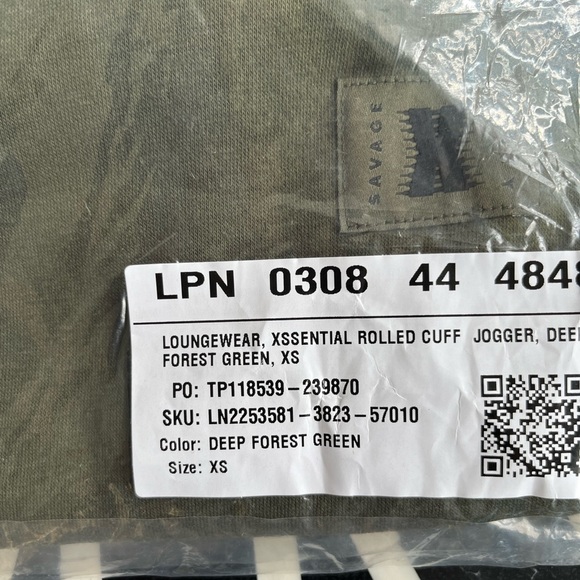 SAVAGE
LPN 0308 44 4848
LOUNGEWEAR, XSSENTIAL ROLLED CUFF JOGGER, DEEP
FOREST GREEN, XS
PO: TP118539-239870
SKU: LN2253581-3823-57010
Color: DEEP FOREST GREEN
Size: XS